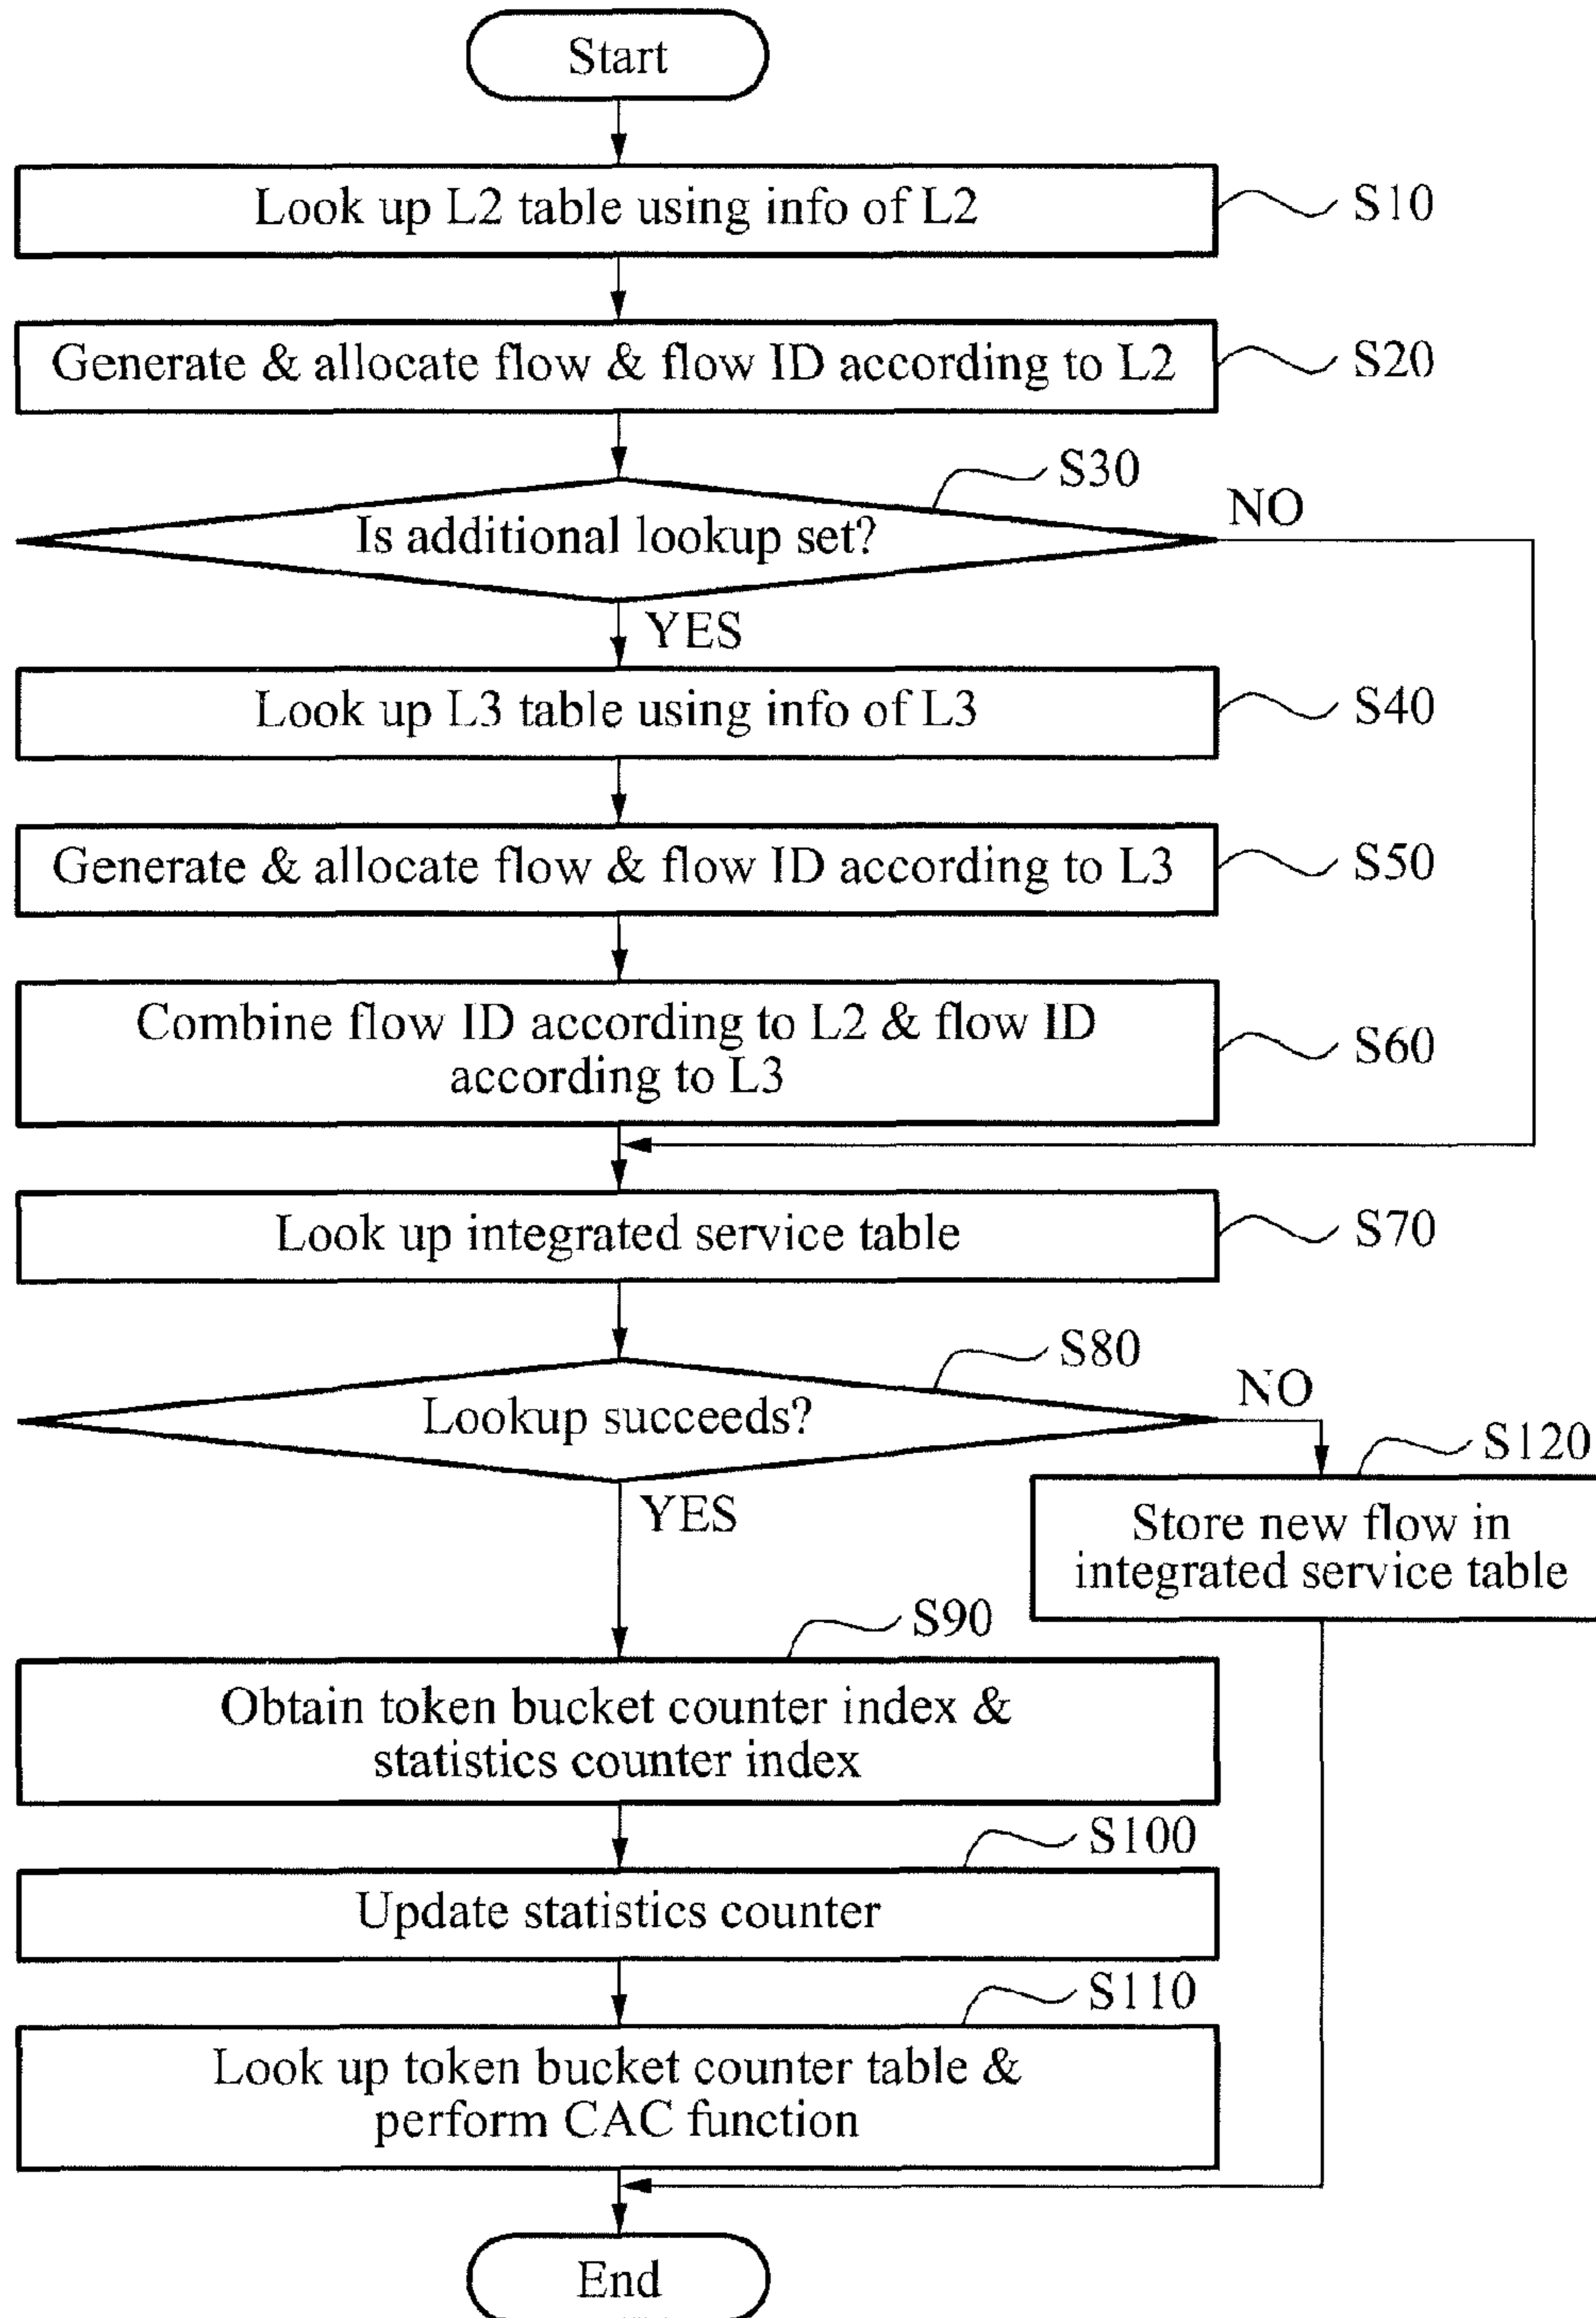 Start
Look up L2 table using info of L2
S10
Generate & allocate flow & flow ID according to L2
S20
S30
Is additional lookup set?
NO
YES
Look up L3 table using info of L3
S40
Generate & allocate flow & flow ID according to L3
S50
Combine flow ID according to L2 & flow ID
according to L3
S60
Look up integrated service table
S70
S80
Lookup succeeds?
NO
YES
S120
Store new flow in
integrated service table
S90
Obtain token bucket counter index &
statistics counter index
S100
Update statistics counter
S110
Look up token bucket counter table &
perform CAC function
End